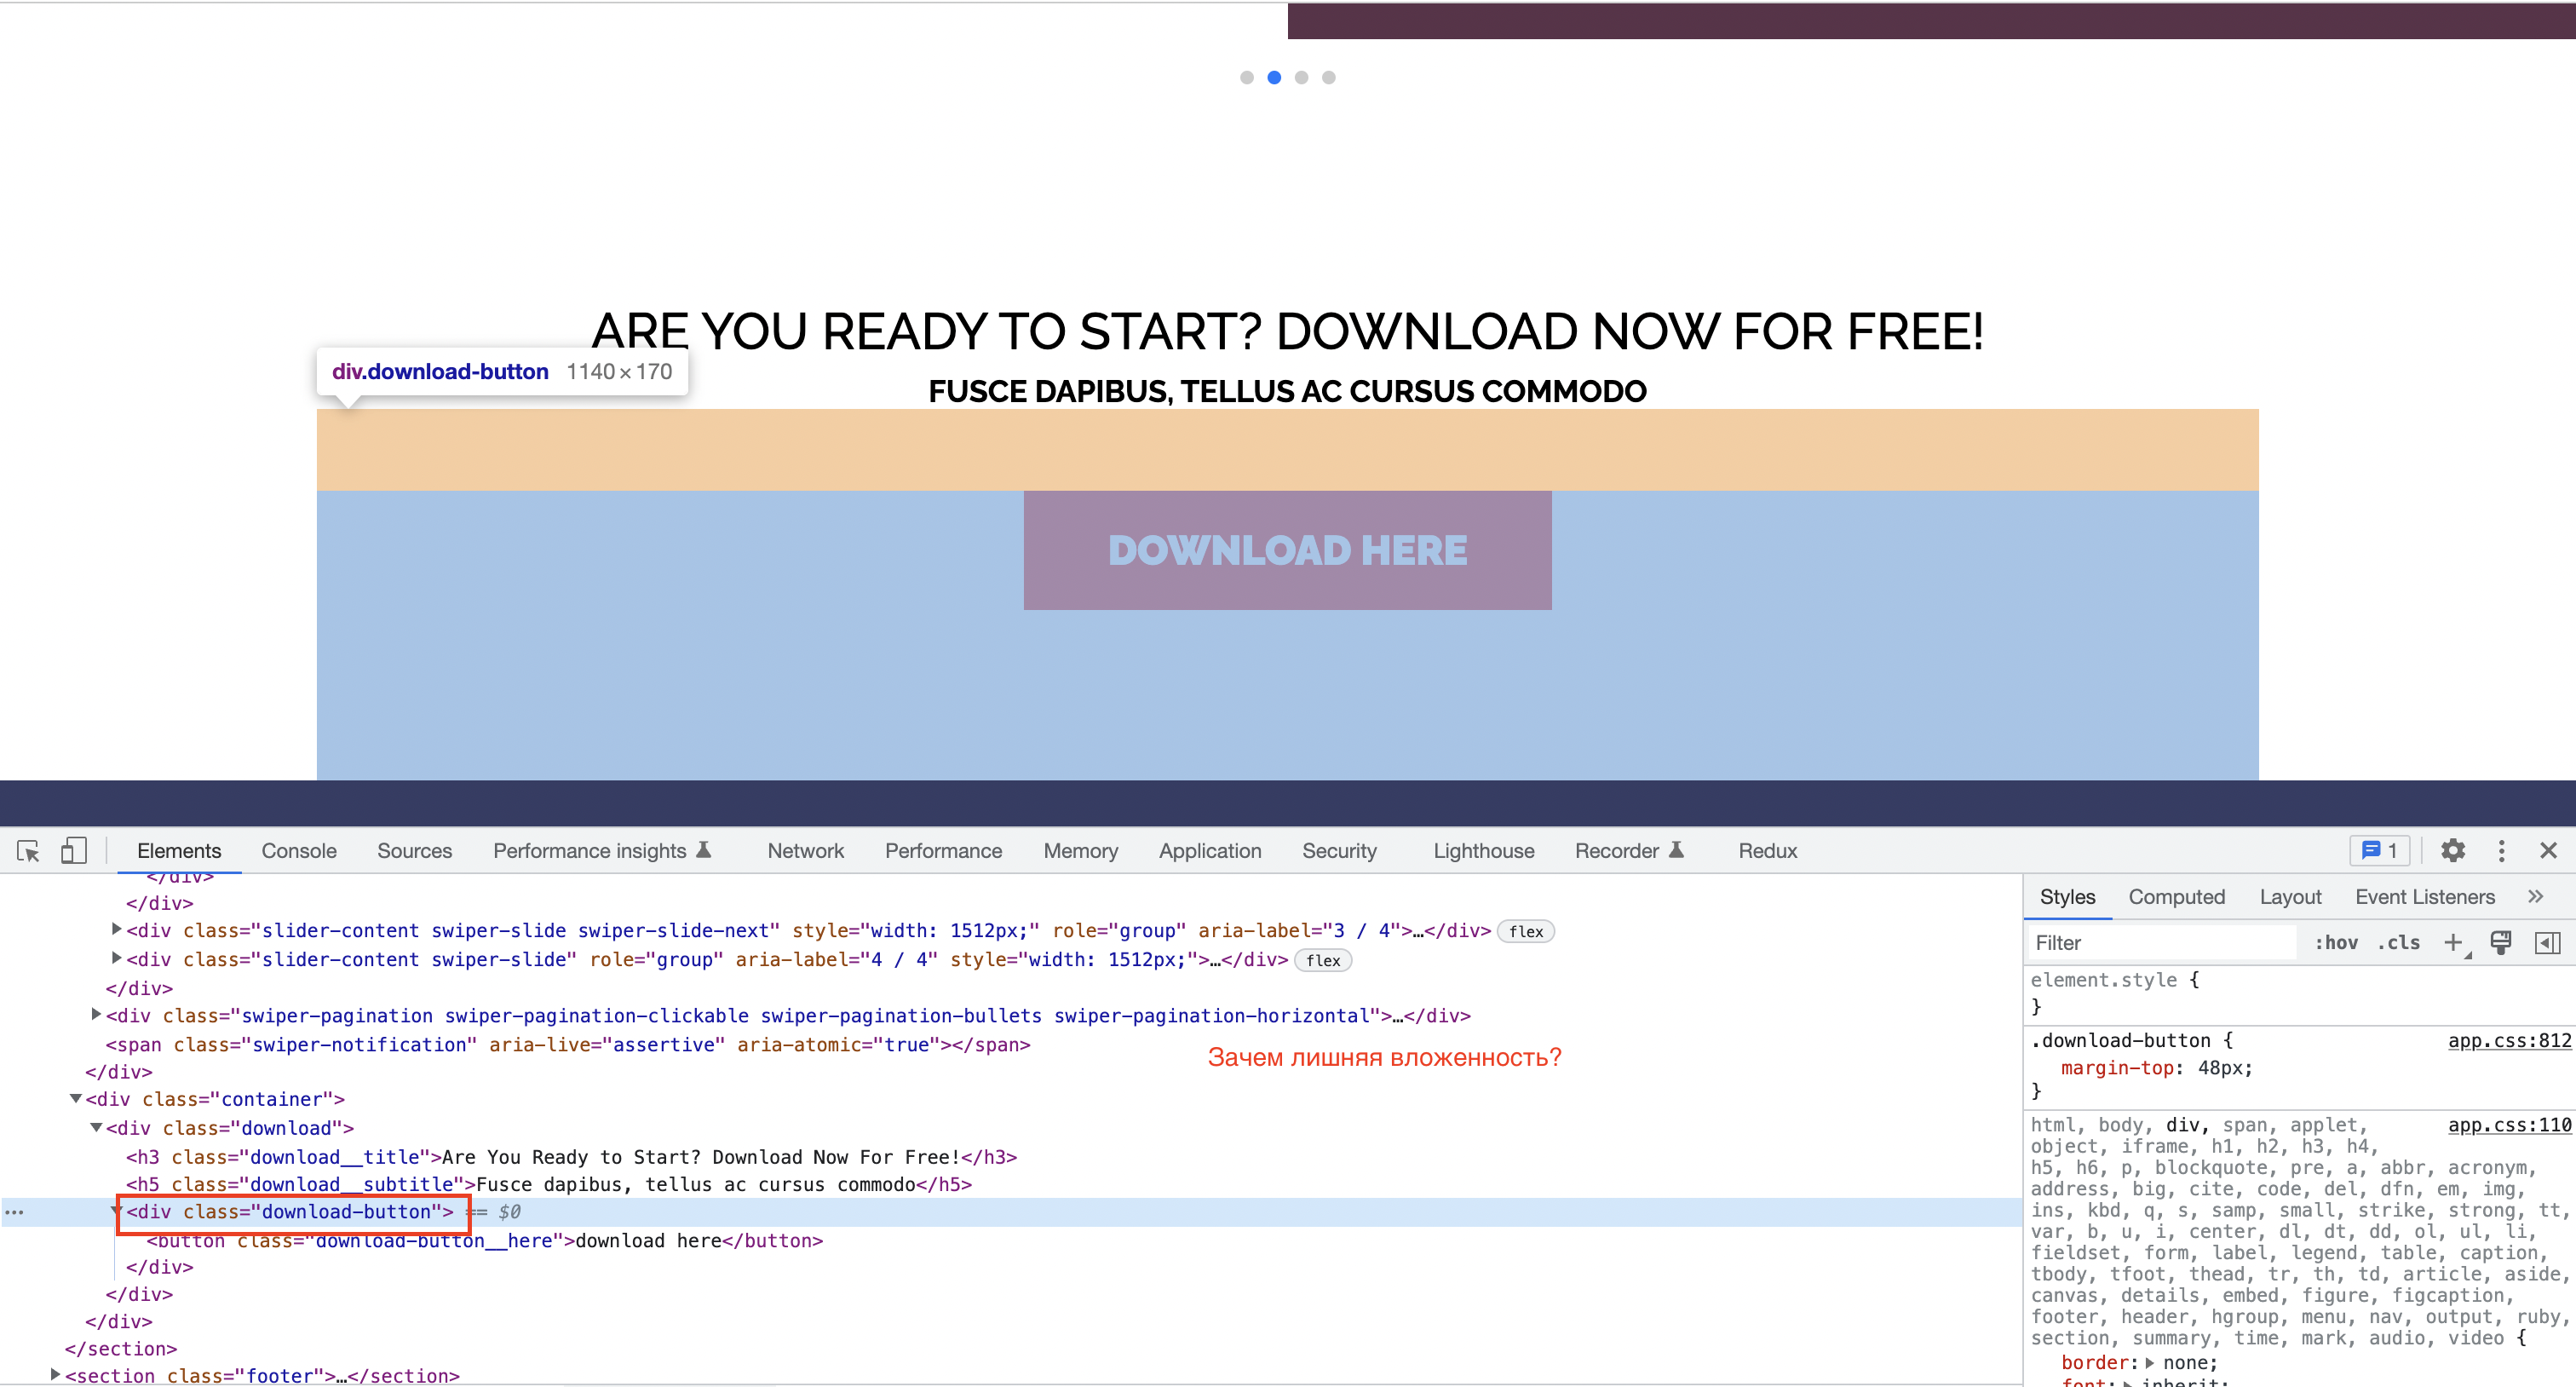 ARE YOU READY TO START? DOWNLOAD NOW FOR FREE!
div.download-button 1140×170
FUSCE DAPIBUS, TELLUS AC CURSUS COMMODO
DOWNLOAD HERE
Elements Console Sources Performance insights Network Performance Memory Application Security Lighthouse Recorder Redux 1
</div>
</div>
<div class="slider-content swiper-slide swiper-slide-next" style="width: 1512px;" role="group" aria-label="3 / 4">…</div> flex
<div class="slider-content swiper-slide" role="group" aria-label="4 / 4" style="width: 1512px;">…</div> flex
</div>
<div class="swiper-pagination swiper-pagination-clickable swiper-pagination-bullets swiper-pagination-horizontal">…</div>
<span class="swiper-notification" aria-live="assertive" aria-atomic="true"></span>
Зачем лишняя вложенность?
</div>
<div class="container">
<div class="download">
<h3 class="download__title">Are You Ready to Start? Download Now For Free!</h3>
<h5 class="download__subtitle">Fusce dapibus, tellus ac cursus commodo</h5>
… <div class="download-button"> == $0
<button class="download-button__here">download here</button>
</div>
</div>
</div>
</section>
<section class="footer">…</section>
Styles Computed Layout Event Listeners »
Filter :hov .cls +
element.style {
}
.download-button { app.css:812
margin-top: 48px;
}
html, body, div, span, applet, app.css:110
object, iframe, h1, h2, h3, h4,
h5, h6, p, blockquote, pre, a, abbr, acronym,
address, big, cite, code, del, dfn, em, img,
ins, kbd, q, s, samp, small, strike, strong, tt,
var, b, u, i, center, dl, dt, dd, ol, ul, li,
fieldset, form, label, legend, table, caption,
tbody, tfoot, thead, tr, th, td, article, aside,
canvas, details, embed, figure, figcaption,
footer, header, hgroup, menu, nav, output, ruby,
section, summary, time, mark, audio, video {
border: none;
font: inherit;